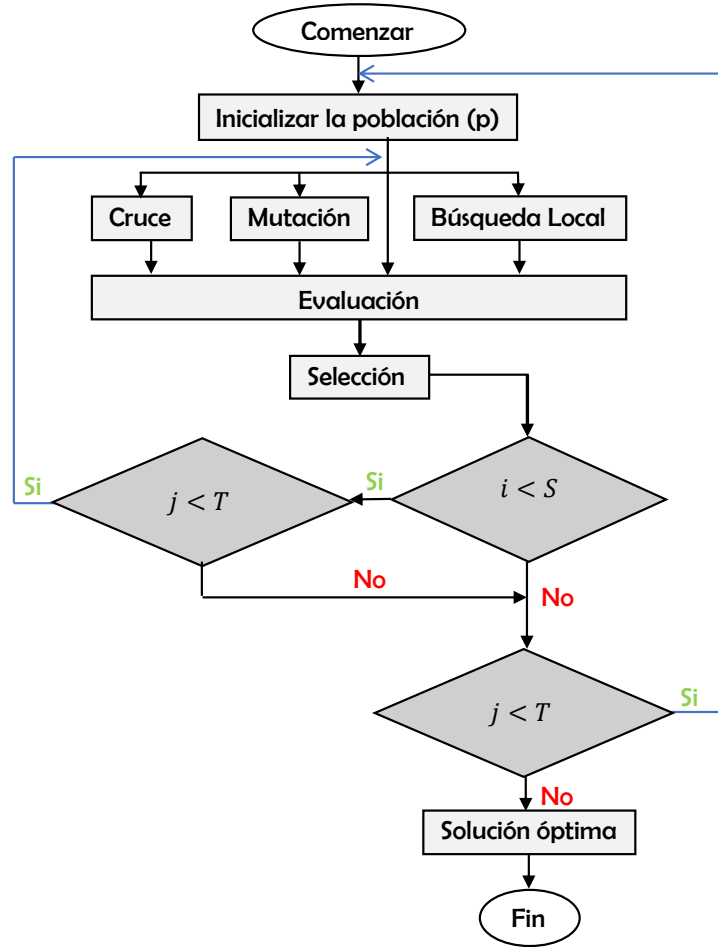 Comenzar
Inicializar la población (p)
Cruce
Mutación
Búsqueda Local
Evaluación
Selección
Si
j < T
Si
i < S
No
No
j < T
Si
No
Solución óptima
Fin